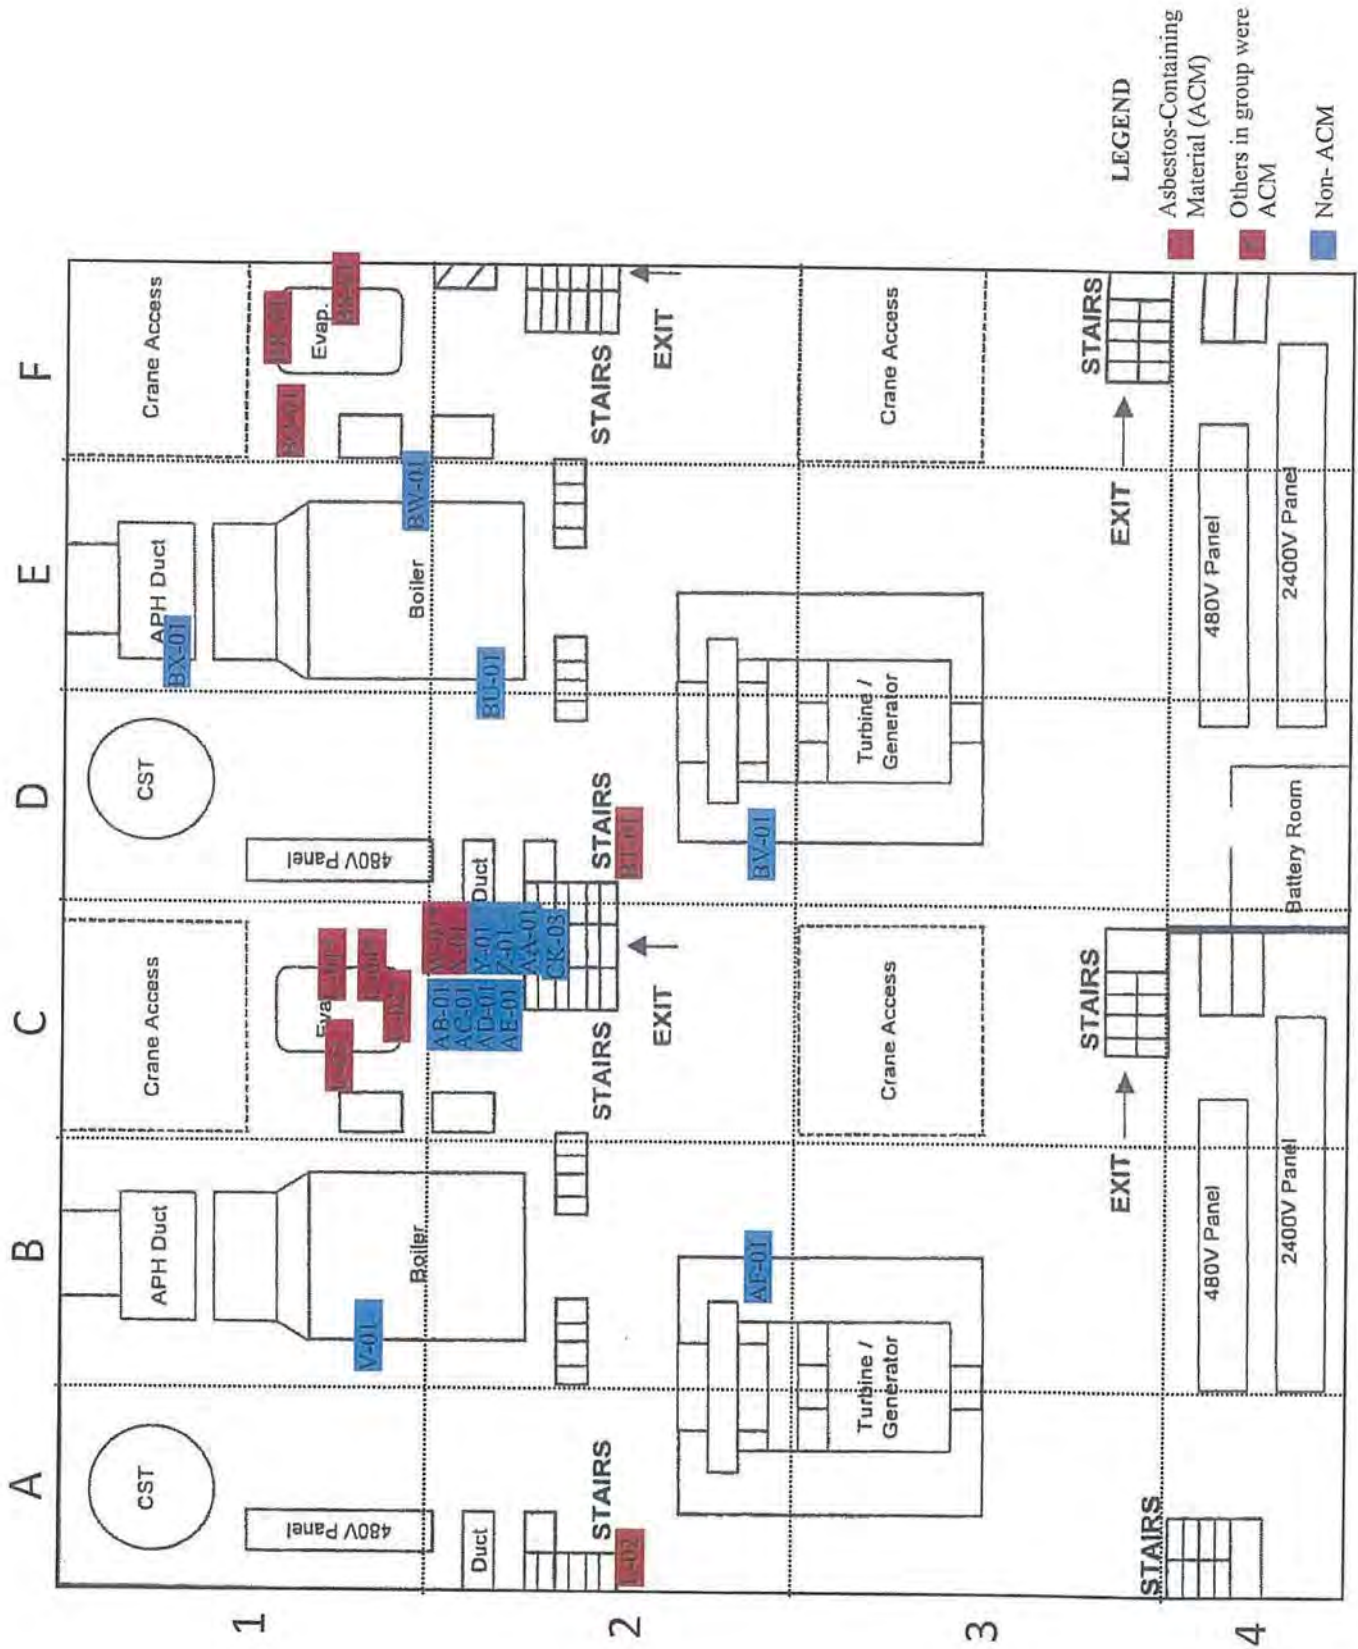 A
B
C
D
E
F
1
2
3
4
CST
APH Duct
Crane Access
CST
APH Duct
Crane Access
480V Panel
Boiler
480V Panel
Boiler
Evap.
V-01
BX-01
BW-01
BU-01
Duct
Duct
X-01
Y-01
Z-01
AA-01
CK-03
AB-01
AC-01
AD-01
AE-01
STAIRS
STAIRS
STAIRS
STAIRS
EXIT
EXIT
AF-01
BV-01
Turbine /
Generator
Turbine /
Generator
Crane Access
Crane Access
STAIRS
STAIRS
STAIRS
EXIT
EXIT
480V Panel
480V Panel
2400V Panel
2400V Panel
Battery Room
LEGEND
Asbestos-Containing
Material (ACM)
Others in group were
ACM
Non- ACM